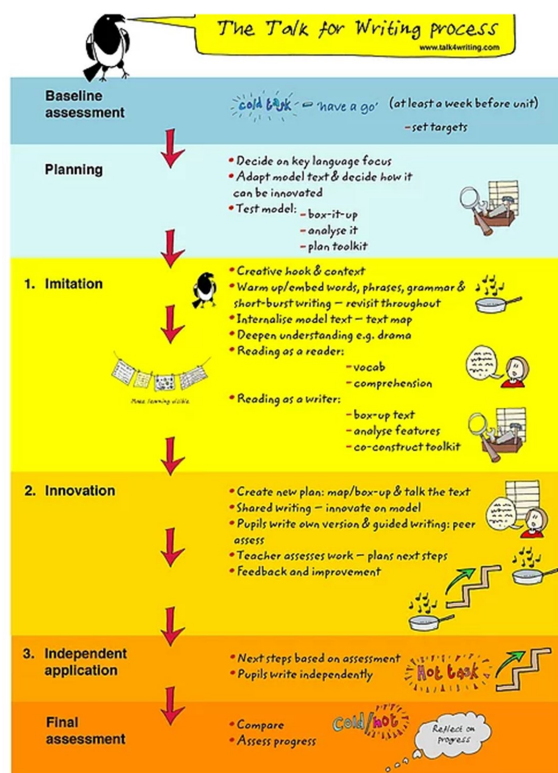 The Talk for Writing process
www.talk4writing.com
Baseline
assessment
cold task – 'have a go' (at least a week before unit)
– set targets
Planning
• Decide on key language focus
• Adapt model text & decide how it
can be innovated
• Test model: – box-it-up
– analyse it
– plan toolkit
1. Imitation
• Creative hook & context
• Warm up/embed words, phrases, grammar &
short-burst writing – revisit throughout
• Internalise model text – text map
• Deepen understanding e.g. drama
• Reading as a reader:
– vocab
– comprehension
Make learning visible
• Reading as a writer:
– box-up text
– analyse features
– co-construct toolkit
2. Innovation
• Create new plan: map/box-up & talk the text
• Shared writing – innovate on model
• Pupils write own version & guided writing: peer
assess
• Teacher assesses work – plans next steps
• Feedback and improvement
3. Independent
application
• Next steps based on assessment
• Pupils write independently
Hot task
Final
assessment
• Compare
• Assess progress
Cold/hot
Reflect on
progress